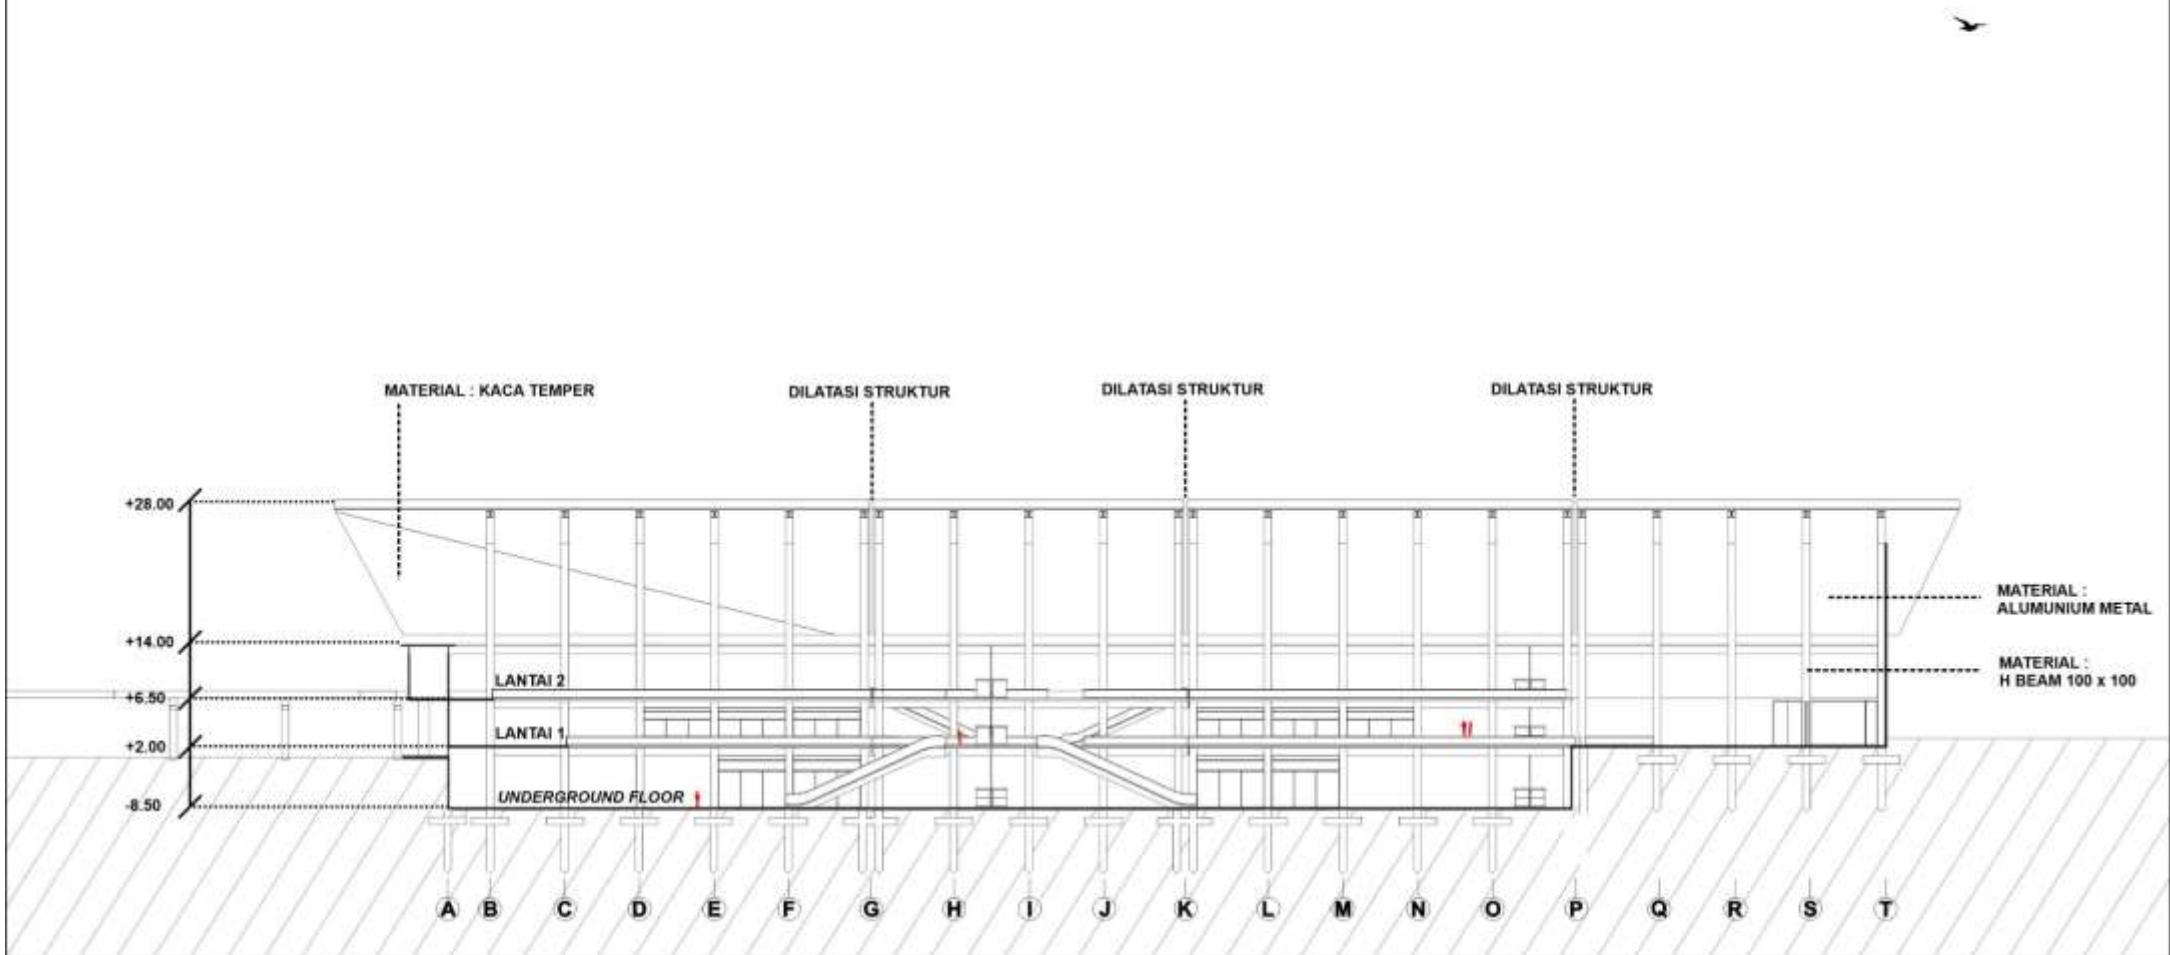 MATERIAL : KACA TEMPER
DILATASI STRUKTUR
DILATASI STRUKTUR
DILATASI STRUKTUR
+28.00
MATERIAL :
ALUMUNIUM METAL
+14.00
MATERIAL :
H BEAM 100 x 100
LANTAI 2
+6.50
LANTAI 1
+2.00
UNDERGROUND FLOOR
-8.50
A B C D E F G H I J K L M N O P Q R S T